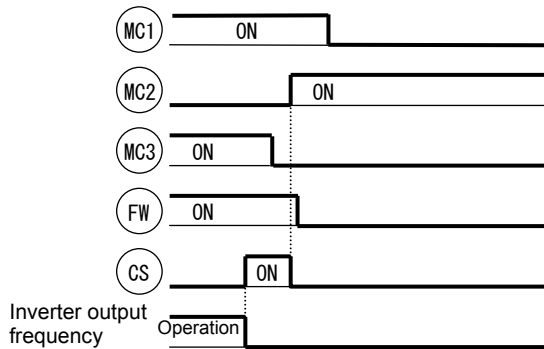 MC1 ON
MC2 ON
MC3 ON
FW ON
CS ON
Inverter output
frequency Operation